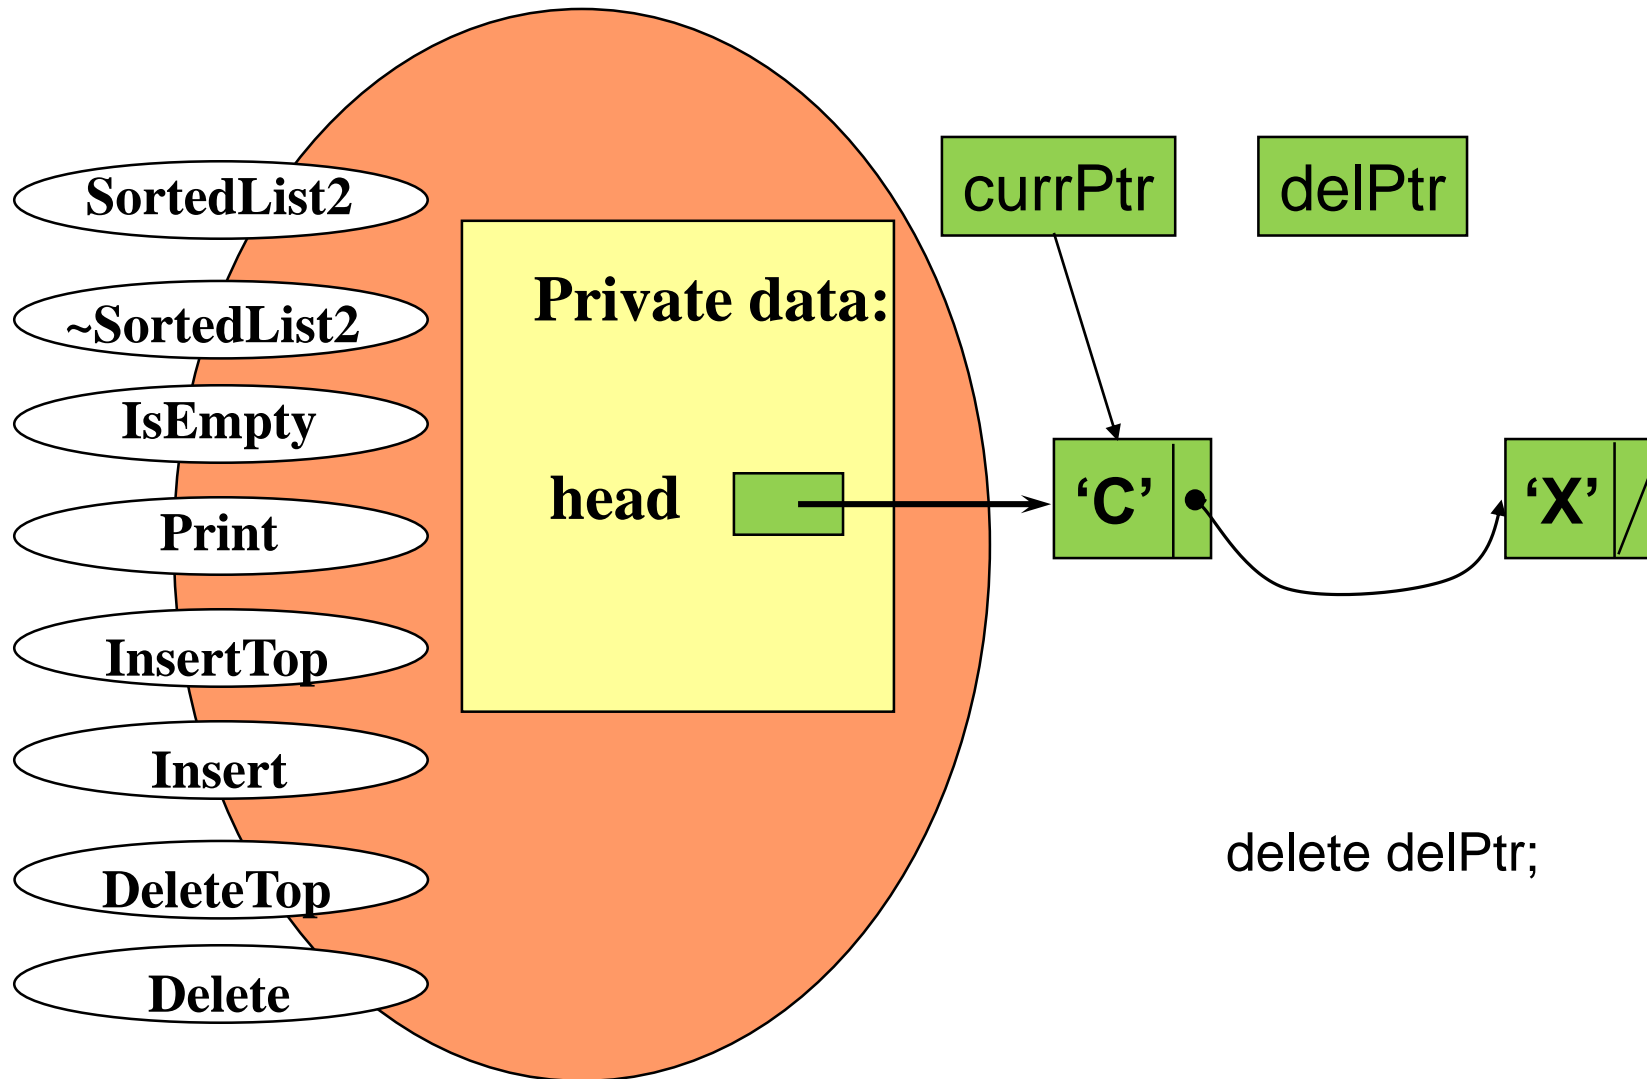 SortedList2
~SortedList2
IsEmpty
Print
InsertTop
Insert
DeleteTop
Delete
Private data:
head
currPtr
delPtr
‘C’
‘X’
delete delPtr;